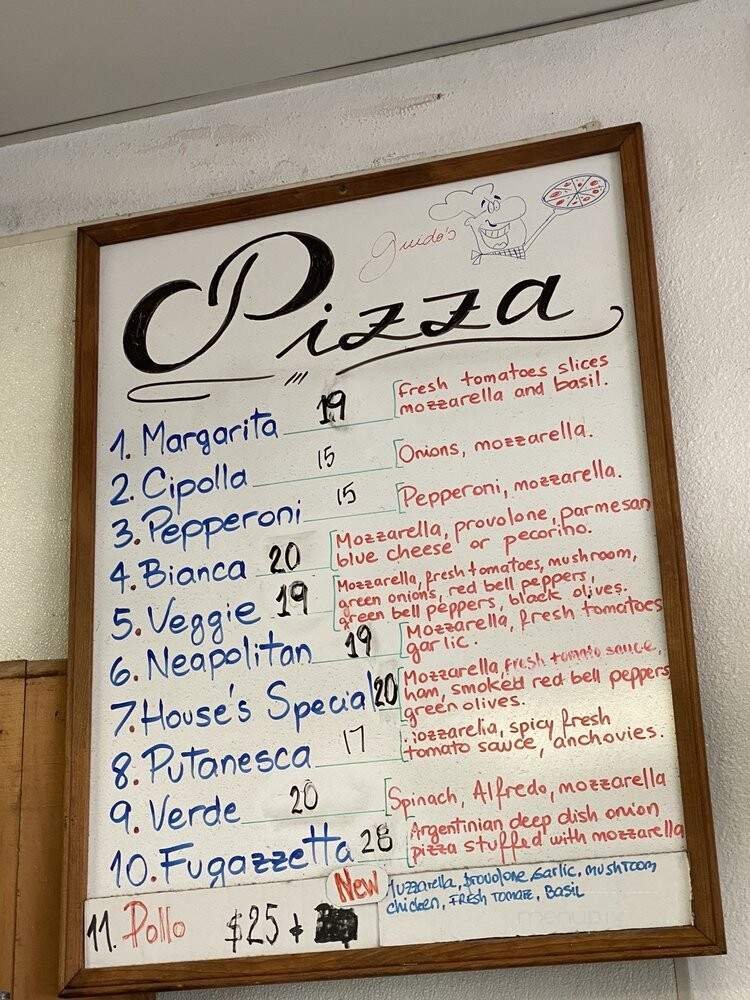 Guido's
Pizza
1. Margarita 19
Fresh tomatoes slices
mozzarella and basil.
2. Cipolla 15
Onions, mozzarella.
3. Pepperoni 15
Pepperoni, mozzarella.
4. Bianca 20
Mozzarella, provolone, parmesan
blue cheese or pecorino.
5. Veggie 19
Mozzarella, fresh tomatoes, mushroom,
green onions, red bell peppers,
green bell peppers, black olives.
6. Neapolitan 19
Mozzarella, fresh tomatoes
garlic.
7. House's Special 20
Mozzarella, fresh tomato sauce,
ham, smoked red bell peppers
green olives.
8. Putanesca 17
iozzarella, spicy fresh
tomato sauce, anchovies.
9. Verde 20
Spinach, Alfredo, mozzarella
10. Fugazzetta 28
Argentinian deep dish onion
pizza stuffed with mozzarella
New
11. Pollo $25
Muzzarella, Provolone, Garlic, mushroom
chicken, FRESH TOMATE, BASIL